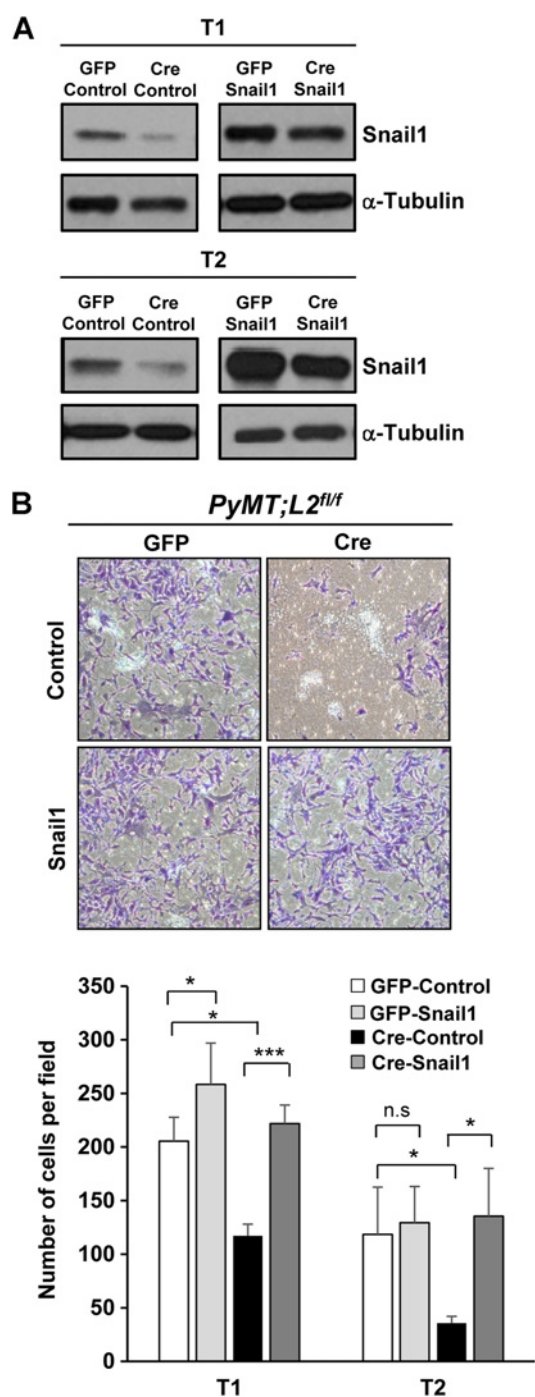 A
T1
GFP Control Cre Control GFP Snail1 Cre Snail1
Snail1
α-Tubulin
T2
GFP Control Cre Control GFP Snail1 Cre Snail1
Snail1
α-Tubulin
B
PyMT;L2fl/f
GFP Cre
Control
Snail1
Number of cells per field
350
300
250
200
150
100
50
0
* * ***
n.s * *
GFP-Control
GFP-Snail1
Cre-Control
Cre-Snail1
T1 T2